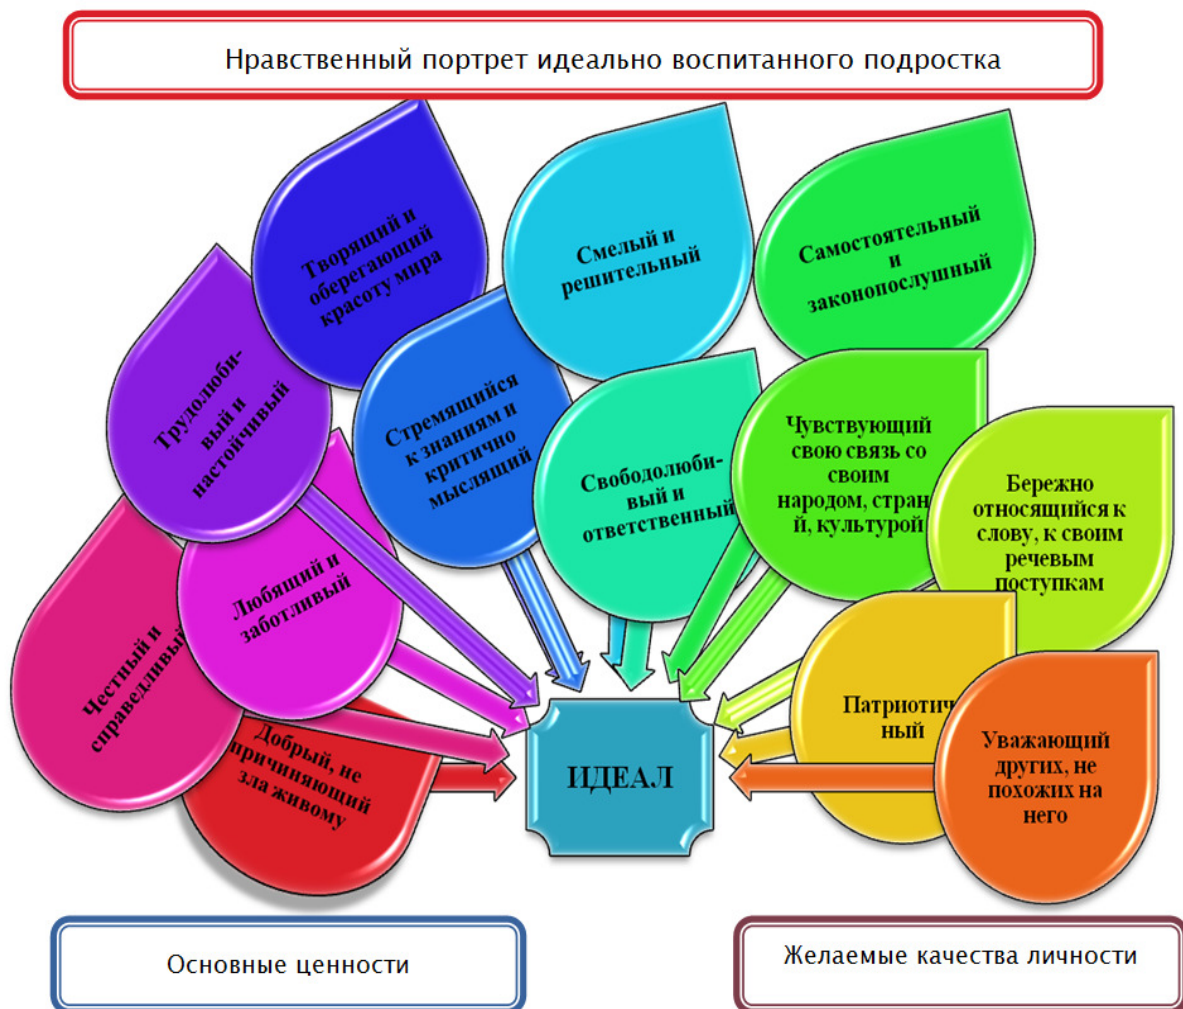 Нравственный портрет идеально воспитанного подростка
Творящий и
оберегающий
красоту мира
Смелый и
решительный
Самостоятельный
и
законопослушный
Трудолюби-
вый и
настойчивый
Стремящийся
к знаниям и
критично
мыслящий
Свободолюби-
вый и
ответственный
Чувствующий
свою связь со
своим
народом, стран
й, культурой
Бережно
относящийся к
слову, к своим
речевым
поступкам
Любящий и
заботливый
Честный и
справедливый
Добрый, не
причиняющий
зла живому
ИДЕАЛ
Патриотич
ный
Уважающий
других, не
похожих на
него
Основные ценности
Желаемые качества личности